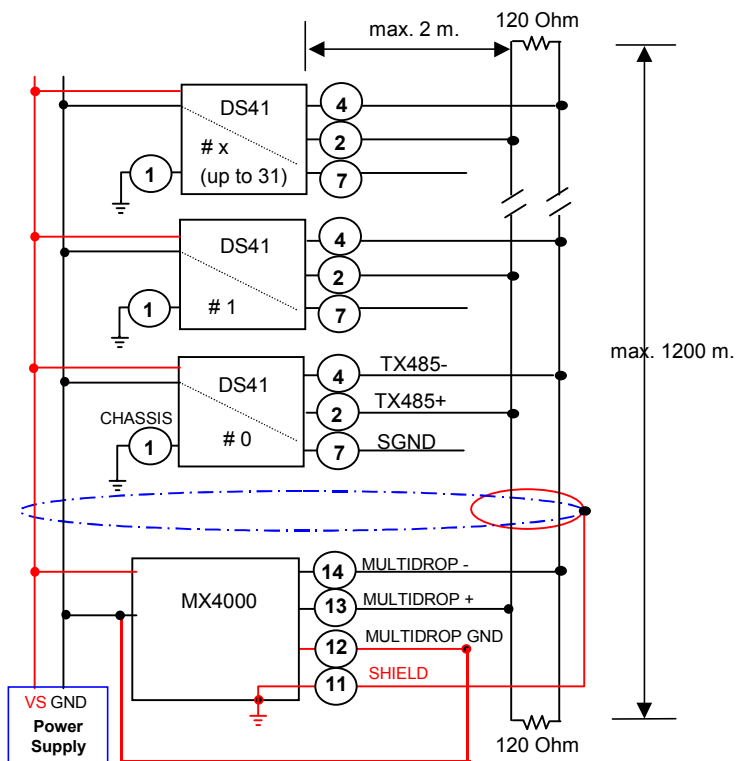 120 Ohm
max. 2 m.
DS41
# x
(up to 31)
4
2
7
1
DS41
# 1
4
2
7
1
max. 1200 m.
DS41
# 0
4 TX485-
2 TX485+
7 SGND
CHASSIS
1
MX4000
14 MULTIDROP -
13 MULTIDROP +
12 MULTIDROP GND
11 SHIELD
VS GND
Power
Supply
120 Ohm